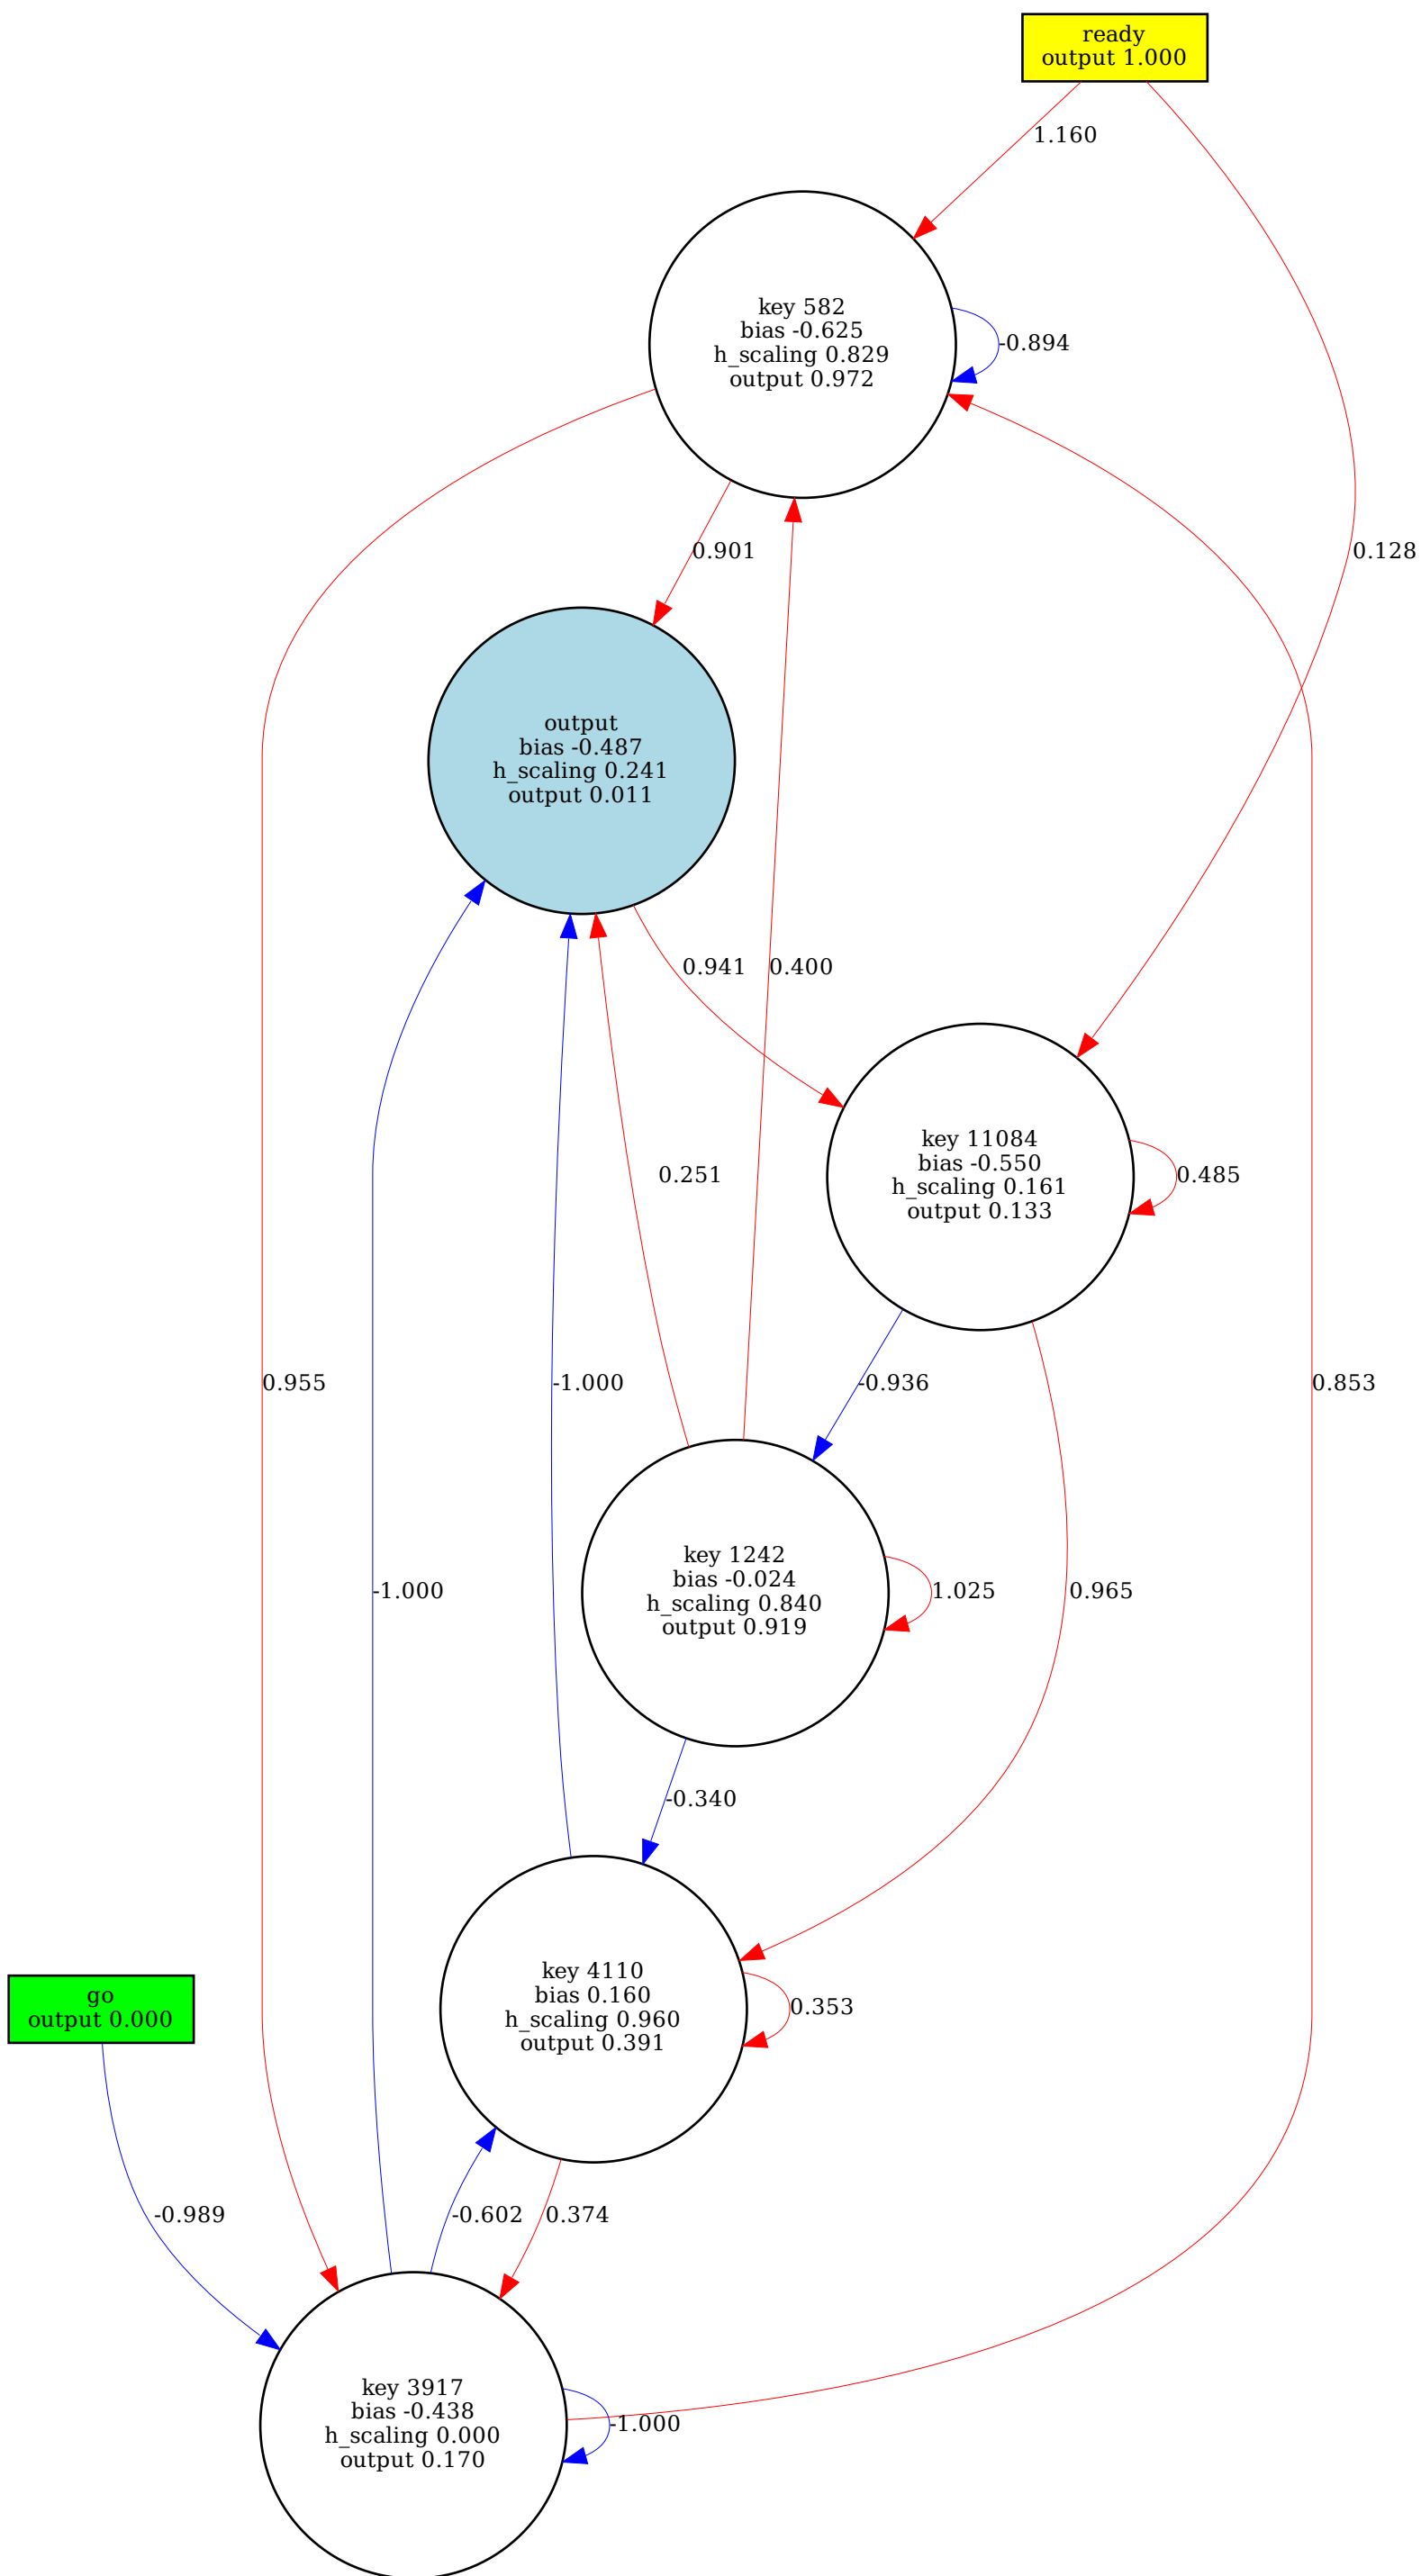 ready
output 1.000
1.160
key 582
bias -0.625
h_scaling 0.829
output 0.972
-0.894
0.901
0.128
output
bias -0.487
h_scaling 0.241
output 0.011
0.941
0.400
key 11084
bias -0.550
h_scaling 0.161
output 0.133
0.251
0.485
0.955
-1.000
-0.936
0.853
key 1242
bias -0.024
h_scaling 0.840
output 0.919
-1.000
1.025
0.965
-0.340
key 4110
bias 0.160
h_scaling 0.960
output 0.391
go
output 0.000
0.353
-0.989
-0.602
0.374
key 3917
bias -0.438
h_scaling 0.000
output 0.170
-1.000